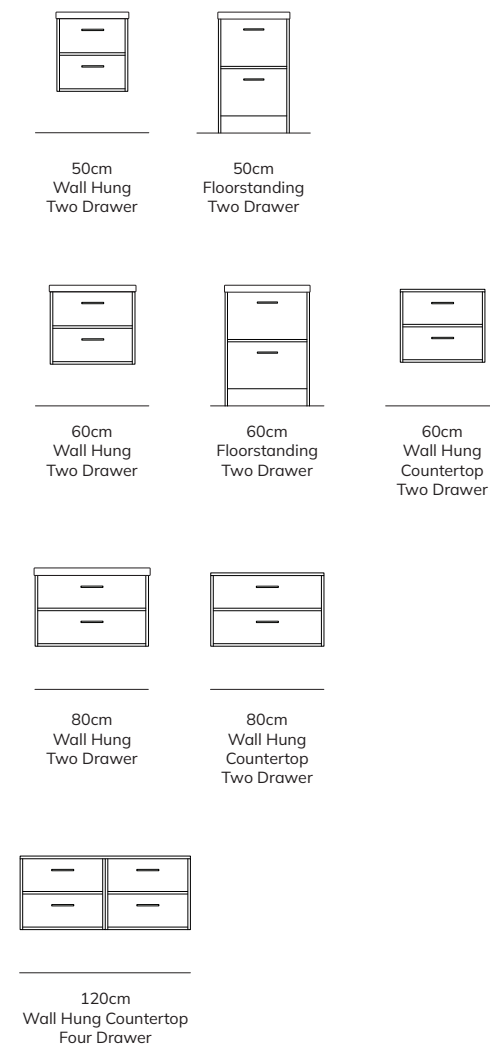 50cm
Wall Hung
Two Drawer
50cm
Floorstanding
Two Drawer
60cm
Wall Hung
Two Drawer
60cm
Floorstanding
Two Drawer
60cm
Wall Hung
Countertop
Two Drawer
80cm
Wall Hung
Two Drawer
80cm
Wall Hung
Countertop
Two Drawer
120cm
Wall Hung Countertop
Four Drawer